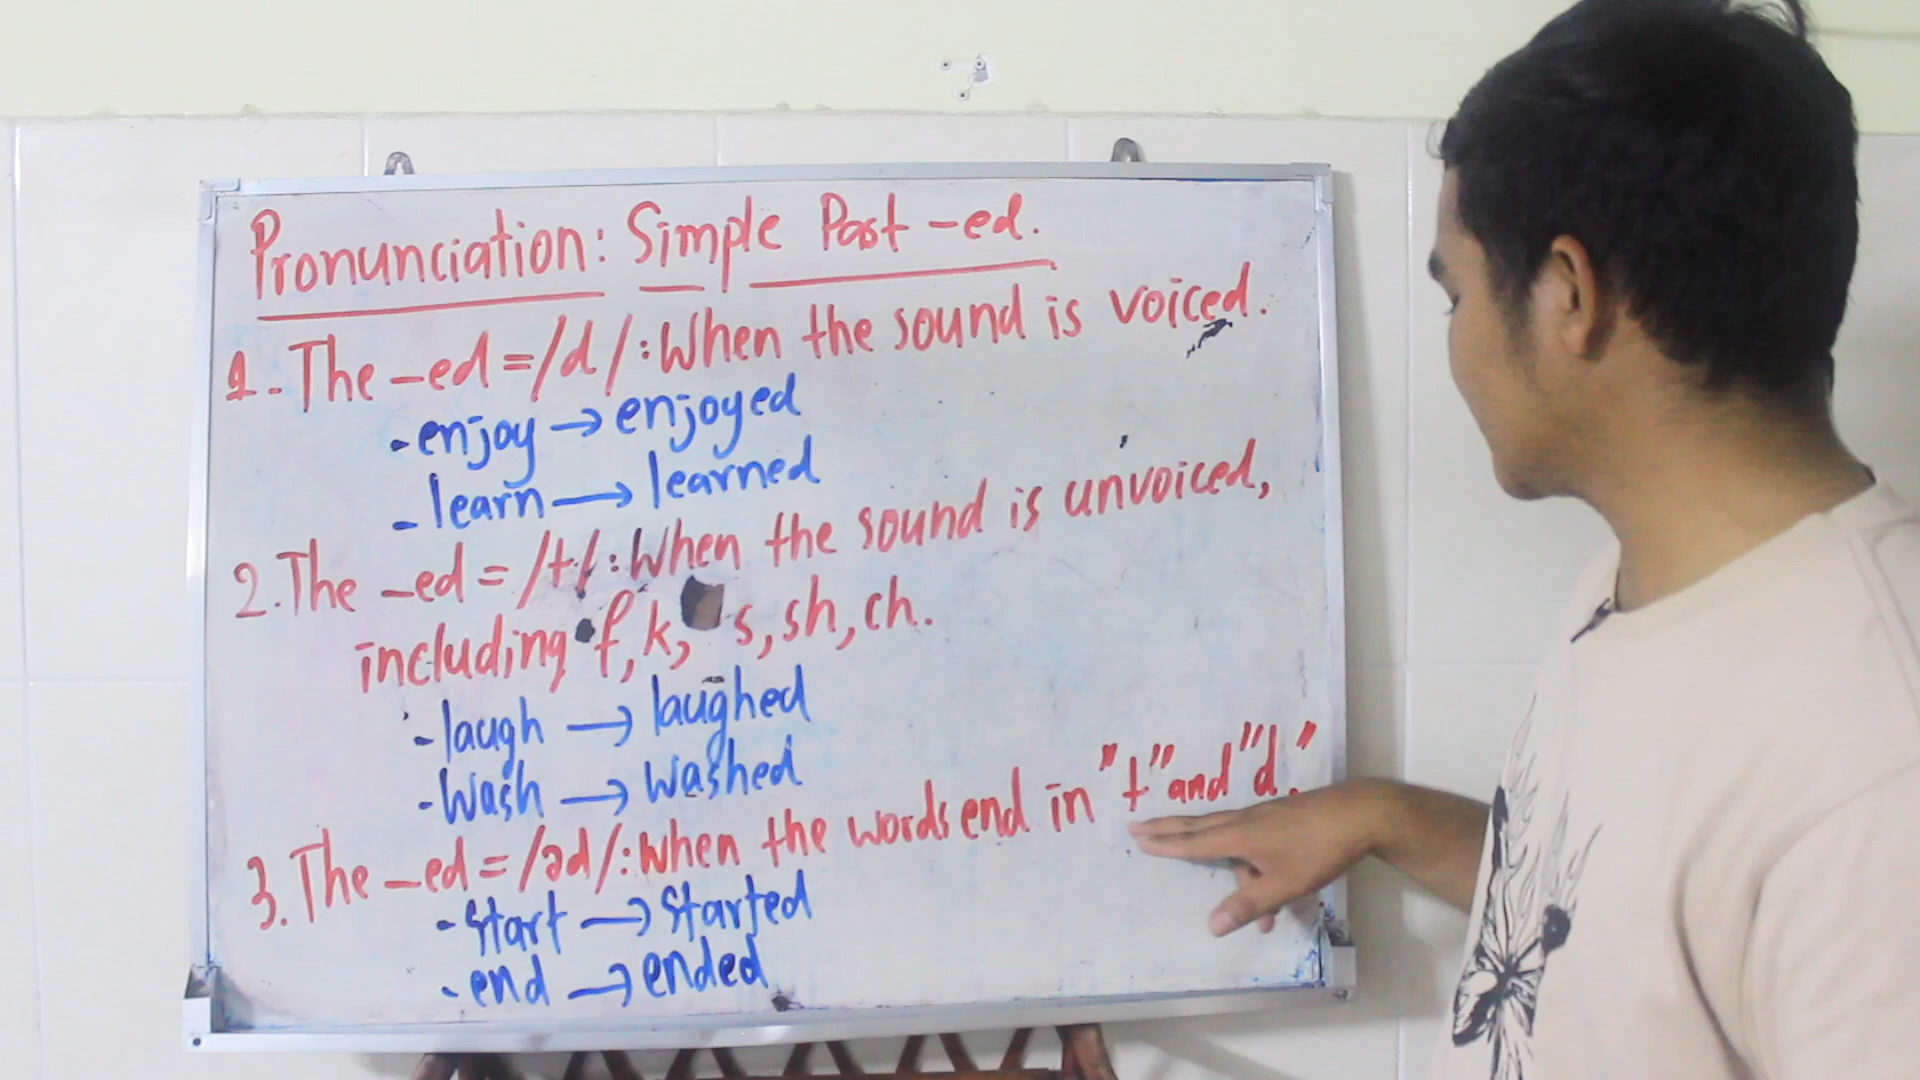 Pronunciation: Simple Past -ed.
1. The -ed = /d/: When the sound is voiced.
- enjoy → enjoyed
- learn → learned
2. The -ed = /t/: When the sound is unvoiced,
including f, k, s, sh, ch.
- laugh → laughed
- Wash → washed
3. The -ed = /əd/: When the words end in "t" and "d."
- start → started
- end → ended